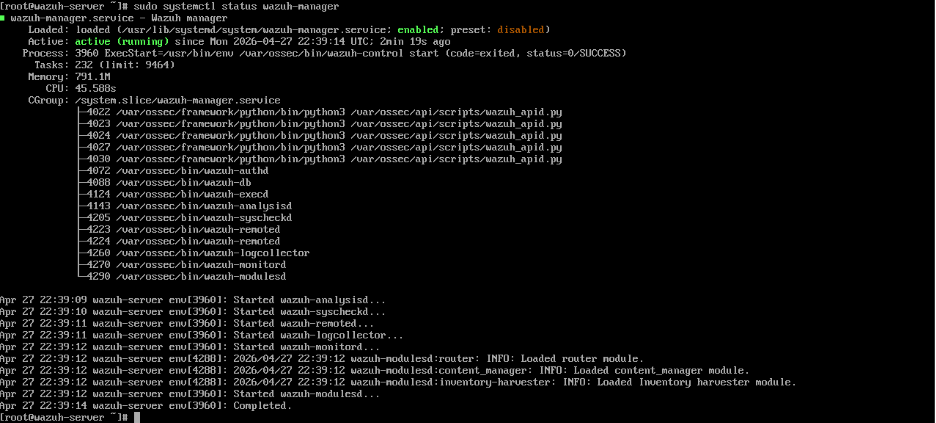 [root@wazuh-server ~]# sudo systemctl status wazuh-manager
■ wazuh-manager.service - Wazuh manager
Loaded: loaded (/usr/lib/systemd/system/wazuh-manager.service; enabled; preset: disabled)
Active: active (running) since Mon 2026-04-27 22:39:14 UTC; 2min 19s ago
Process: 3960 ExecStart=/usr/bin/env /var/ossec/bin/wazuh-control start (code=exited, status=0/SUCCESS)
Tasks: 232 (limit: 9464)
Memory: 791.1M
CPU: 45.588s
CGroup: /system.slice/wazuh-manager.service
├─4022 /var/ossec/framework/python/bin/python3 /var/ossec/api/scripts/wazuh_apid.py
├─4023 /var/ossec/framework/python/bin/python3 /var/ossec/api/scripts/wazuh_apid.py
├─4024 /var/ossec/framework/python/bin/python3 /var/ossec/api/scripts/wazuh_apid.py
├─4027 /var/ossec/framework/python/bin/python3 /var/ossec/api/scripts/wazuh_apid.py
├─4030 /var/ossec/framework/python/bin/python3 /var/ossec/api/scripts/wazuh_apid.py
├─4072 /var/ossec/bin/wazuh-authd
├─4088 /var/ossec/bin/wazuh-db
├─4124 /var/ossec/bin/wazuh-execd
├─4143 /var/ossec/bin/wazuh-analysisd
├─4205 /var/ossec/bin/wazuh-syscheckd
├─4223 /var/ossec/bin/wazuh-remoted
├─4224 /var/ossec/bin/wazuh-remoted
├─4260 /var/ossec/bin/wazuh-logcollector
├─4270 /var/ossec/bin/wazuh-monitord
└─4290 /var/ossec/bin/wazuh-modulesd
Apr 27 22:39:09 wazuh-server env[3960]: Started wazuh-analysisd...
Apr 27 22:39:10 wazuh-server env[3960]: Started wazuh-syscheckd...
Apr 27 22:39:11 wazuh-server env[3960]: Started wazuh-remoted...
Apr 27 22:39:11 wazuh-server env[3960]: Started wazuh-logcollector...
Apr 27 22:39:12 wazuh-server env[3960]: Started wazuh-monitord...
Apr 27 22:39:12 wazuh-server env[4288]: 2026/04/27 22:39:12 wazuh-modulesd:router: INFO: Loaded router module.
Apr 27 22:39:12 wazuh-server env[4288]: 2026/04/27 22:39:12 wazuh-modulesd:content_manager: INFO: Loaded content_manager module.
Apr 27 22:39:12 wazuh-server env[4288]: 2026/04/27 22:39:12 wazuh-modulesd:inventory-harvester: INFO: Loaded Inventory harvester module.
Apr 27 22:39:12 wazuh-server env[3960]: Started wazuh-modulesd...
Apr 27 22:39:14 wazuh-server env[3960]: Completed.
[root@wazuh-server ~]#